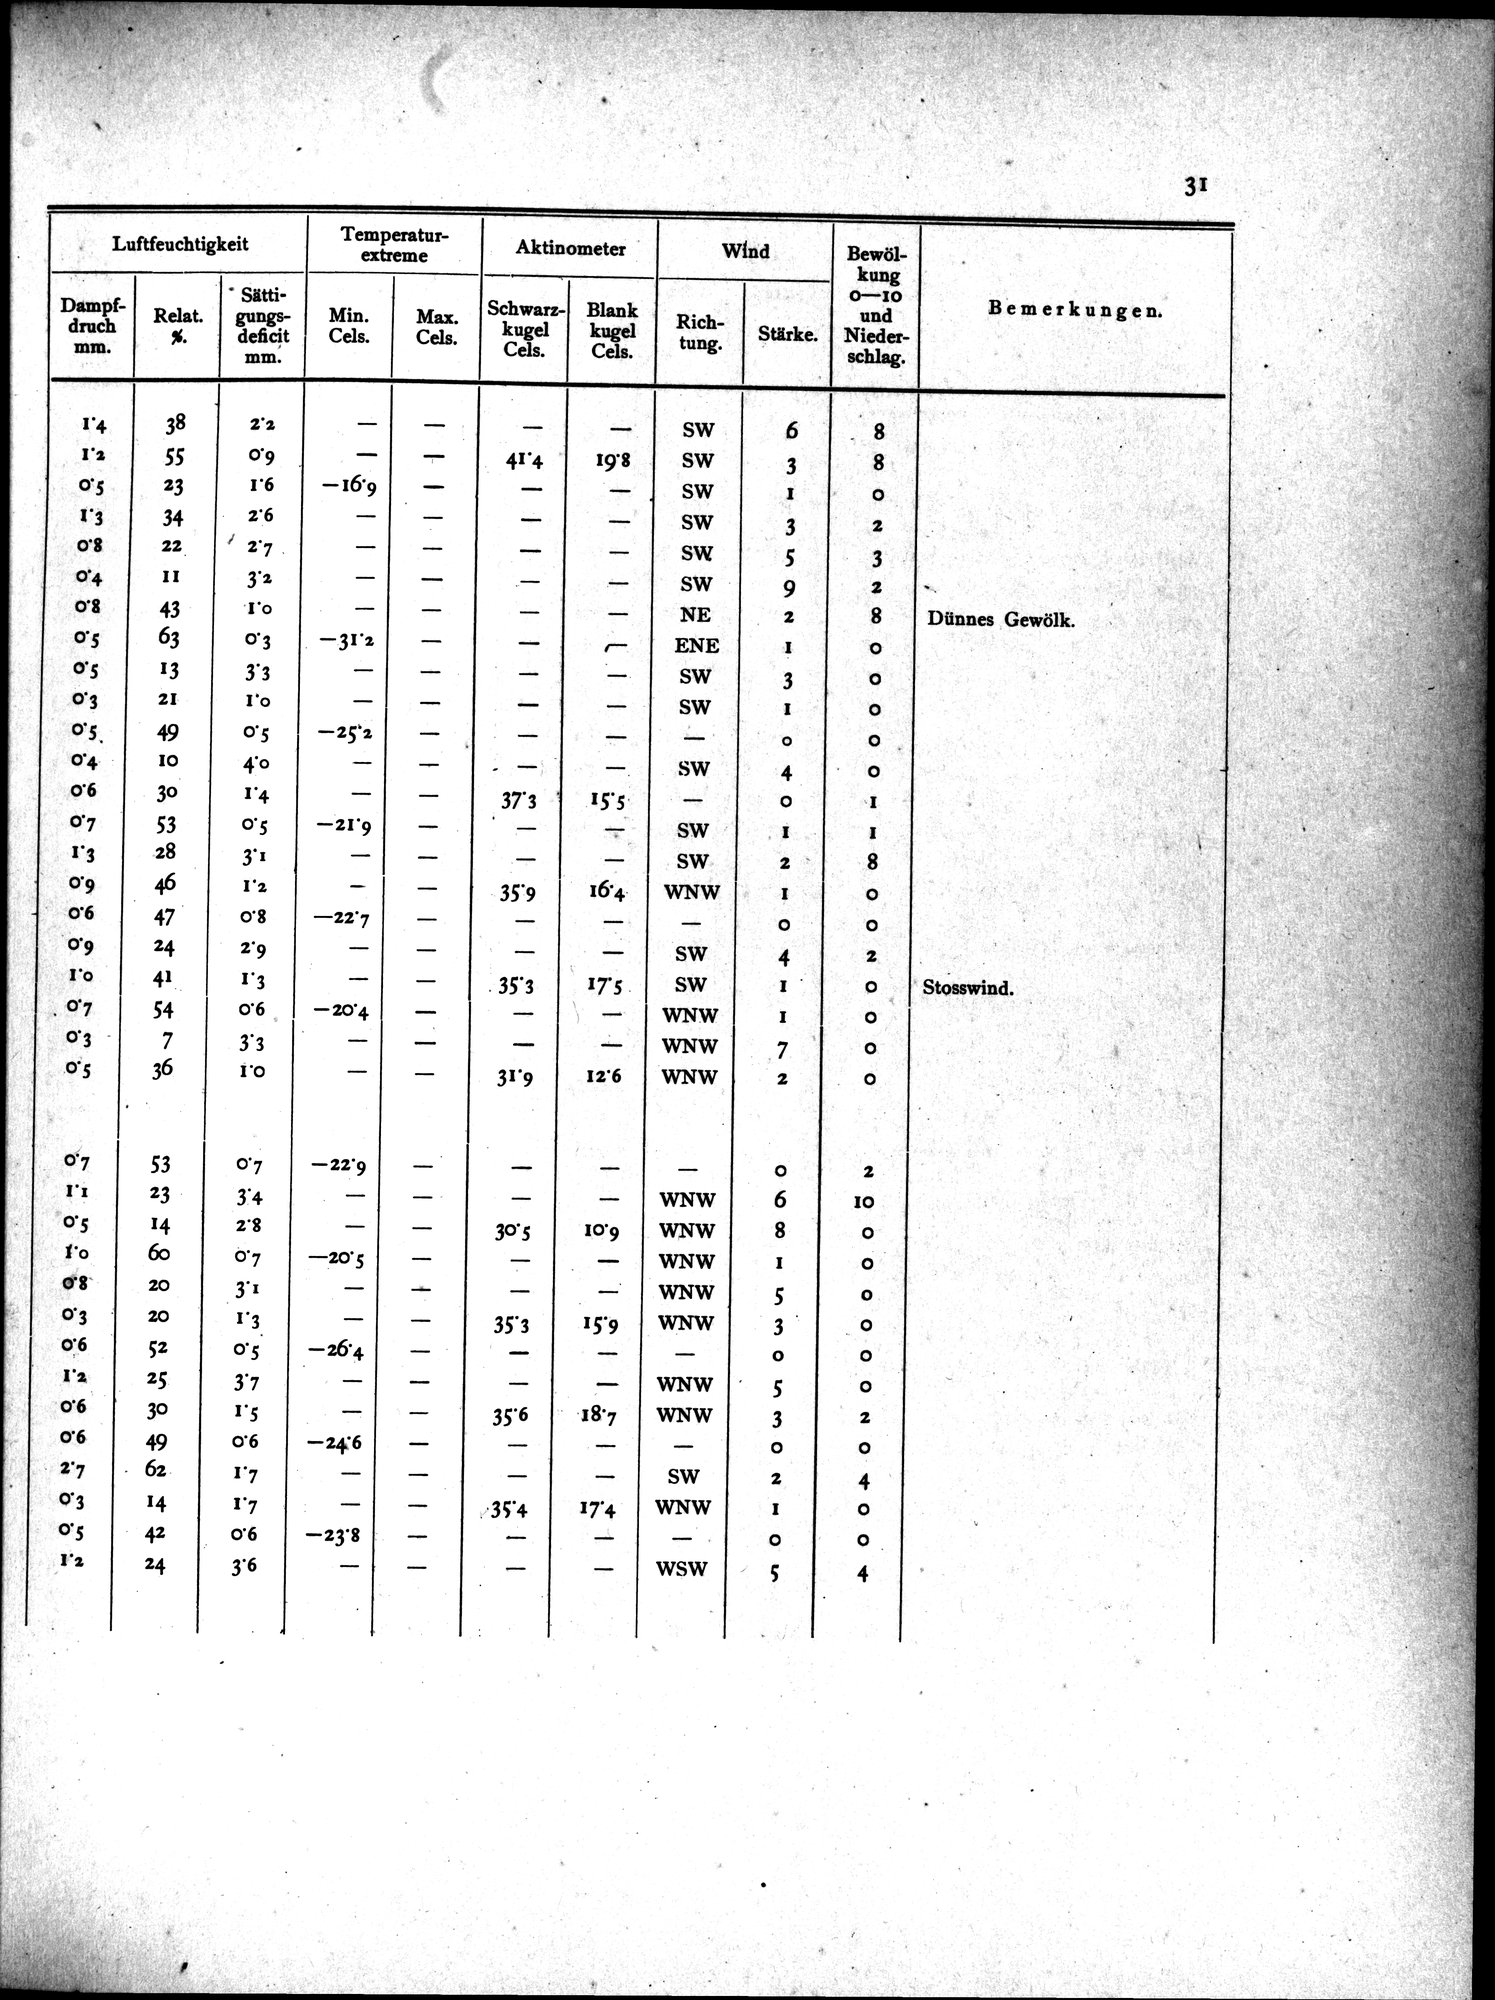 31
Luftfeuchtigkeit | Temperatur-extreme | Aktinometer | Wind | Bewöl-kung 0—10 und Nieder-schlag. | Bemerkungen.
Dampf-druck mm. | Relat. %. | Sätti-gungs-deficit mm. | Min. Cels. | Max. Cels. | Schwarz-kugel Cels. | Blank kugel Cels. | Rich-tung. | Stärke.
1·4 38 2·2 — — — — SW 6 8
1·2 55 0·9 — — 41·4 19·8 SW 3 8
0·5 23 1·6 —16·9 — — — SW 1 0
1·3 34 2·6 — — — — SW 3 2
0·8 22 2·7 — — — — SW 5 3
0·4 11 3·2 — — — — SW 9 2
0·8 43 1·0 — — — — NE 2 8 Dünnes Gewölk.
0·5 63 0·3 —31·2 — — — ENE 1 0
0·5 13 3·3 — — — — SW 3 0
0·3 21 1·0 — — — — SW 1 0
0·5 49 0·5 —25·2 — — — — 0 0
0·4 10 4·0 — — — — SW 4 0
0·6 30 1·4 — — 37·3 15·5 — 0 1
0·7 53 0·5 —21·9 — — — SW 1 1
1·3 28 3·1 — — — — SW 2 8
0·9 46 1·2 — — 35·9 16·4 WNW 1 0
0·6 47 0·8 —22·7 — — — — 0 0
0·9 24 2·9 — — — — SW 4 2
1·0 41 1·3 — — 35·3 17·5 SW 1 0 Stosswind.
0·7 54 0·6 —20·4 — — — WNW 1 0
0·3 7 3·3 — — — — WNW 7 0
0·5 36 1·0 — — 31·9 12·6 WNW 2 0
0·7 53 0·7 —22·9 — — — — 0 2
1·1 23 3·4 — — — — WNW 6 10
0·5 14 2·8 — — 30·5 10·9 WNW 8 0
1·0 60 0·7 —20·5 — — — WNW 1 0
0·8 20 3·1 — — — — WNW 5 0
0·3 20 1·3 — — 35·3 15·9 WNW 3 0
0·6 52 0·5 —26·4 — — — — 0 0
1·2 25 3·7 — — — — WNW 5 0
0·6 30 1·5 — — 35·6 18·7 WNW 3 2
0·6 49 0·6 —24·6 — — — — 0 0
2·7 62 1·7 — — — — SW 2 4
0·3 14 1·7 — — 35·4 17·4 WNW 1 0
0·5 42 0·6 —23·8 — — — — 0 0
1·2 24 3·6 — — — — WSW 5 4